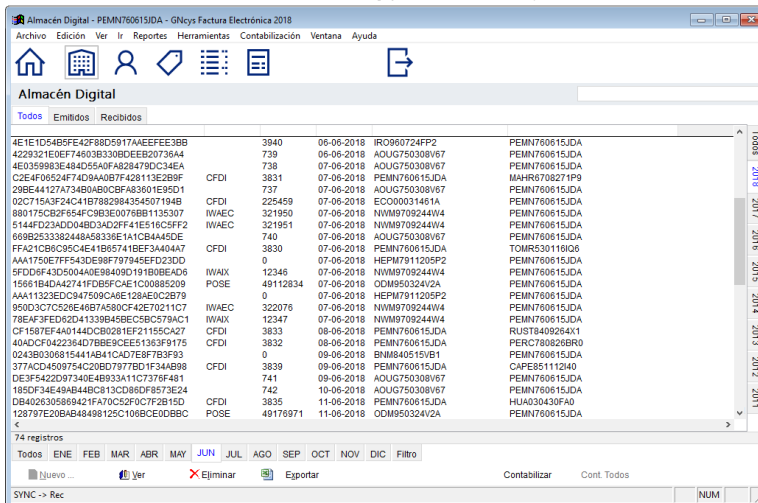 Almacén Digital - PEMN760615JDA - GNcys Factura Electrónica 2018
Archivo Edición Ver Ir Reportes Herramientas Contabilización Ventana Ayuda
Almacén Digital
Todos Emitidos Recibidos
4E1E1D54B5FE42F88D5917AAEEFEE3BB 3940 06-06-2018 IRO960724FP2 PEMN760615JDA
4229321E0EF74603B330BDEEB20736A4 739 06-06-2018 AOUG750308V67 PEMN760615JDA
4E0359983E484D55A0FA828479DC34EA 738 07-06-2018 AOUG750308V67 PEMN760615JDA
C2E4F06524F74D9AA0B7F428113E2B9F CFDI 3831 07-06-2018 PEMN760615JDA MAHR6708271P9
29BE44127A734B0AB0CBFA83601E95D1 737 07-06-2018 AOUG750308V67 PEMN760615JDA
02C715A3F24C41B7882984354507194B CFDI 225459 07-06-2018 ECO00031461A PEMN760615JDA
880175CB2F654FC9B3E0076BB1135307 IWAEC 321950 07-06-2018 NWM9709244W4 PEMN760615JDA
5144FD23ADD04BD3AD2FF41E516C5FF2 IWAEC 321951 07-06-2018 NWM9709244W4 PEMN760615JDA
669B2533382448A58336E1A1CB4A45DE 740 07-06-2018 AOUG750308V67 PEMN760615JDA
FFA21CB6C95C4E41B65741BEF3A404A7 CFDI 3830 07-06-2018 PEMN760615JDA TOMR530116IQ6
AAA1750E7FF543DE98F797945EFD23DD 0 07-06-2018 HEPM7911205P2 PEMN760615JDA
5FDD6F43D5004A0E98409D191B0BEAD6 IWAIX 12346 07-06-2018 NWM9709244W4 PEMN760615JDA
15661B4DA42741FDB5FCAE1C00885209 POSE 49112834 07-06-2018 ODM950324V2A PEMN760615JDA
AAA11323EDC947509CA6E128AE0C2B79 0 07-06-2018 HEPM7911205P2 PEMN760615JDA
950D3C7C526E46B7A580CF42E70211C7 IWAEC 322076 07-06-2018 NWM9709244W4 PEMN760615JDA
78EAF3FED62D41339B45BEC5BC579AC1 IWAIX 12347 07-06-2018 NWM9709244W4 PEMN760615JDA
CF1587EF4A0144DCB0281EF21155CA27 CFDI 3833 08-06-2018 PEMN760615JDA RUST8409264X1
40ADCF0422364D7BBE9CEE51363F9175 CFDI 3832 08-06-2018 PEMN760615JDA PERC780826BR0
0243B0306815441AB41CAD7E8F7B3F93 0 09-06-2018 BNM840515VB1 PEMN760615JDA
377ACD4509754C20BD7977BD1F34AB98 CFDI 3839 09-06-2018 PEMN760615JDA CAPE851112I40
DE3F5422D97340E4B933A11C7376F481 741 09-06-2018 AOUG750308V67 PEMN760615JDA
185DF34E49AB44BC813CD86DF8573E24 742 10-06-2018 AOUG750308V67 PEMN760615JDA
DB4026305869421FA70C52F0C7F2B15D CFDI 3835 11-06-2018 PEMN760615JDA HUA030430FA0
128797E20BAB48498125C106BCE0DBBC POSE 49176971 11-06-2018 ODM950324V2A PEMN760615JDA
Todos
2018
2017
2016
2015
2014
2013
2012
2011
74 registros
Todos ENE FEB MAR ABR MAY JUN JUL AGO SEP OCT NOV DIC Filtro
Nuevo ... Ver Eliminar Exportar Contabilizar Cont. Todos
SYNC -> Rec NUM